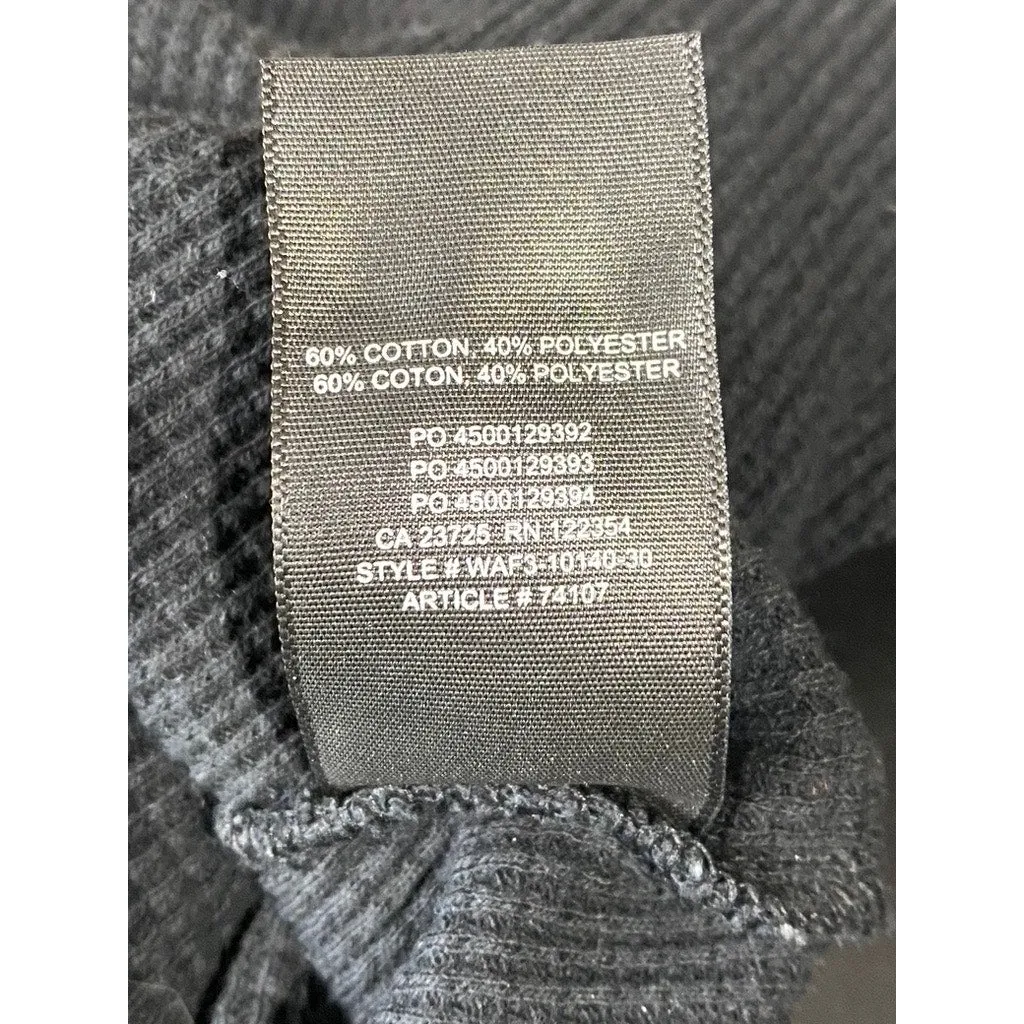 60% COTTON, 40% POLYESTER
60% COTON, 40% POLYESTER
PO 4500129392
PO 4500129393
PO 4500129394
CA 23725 RN 122354
STYLE # WAF3-10140-30
ARTICLE # 74107